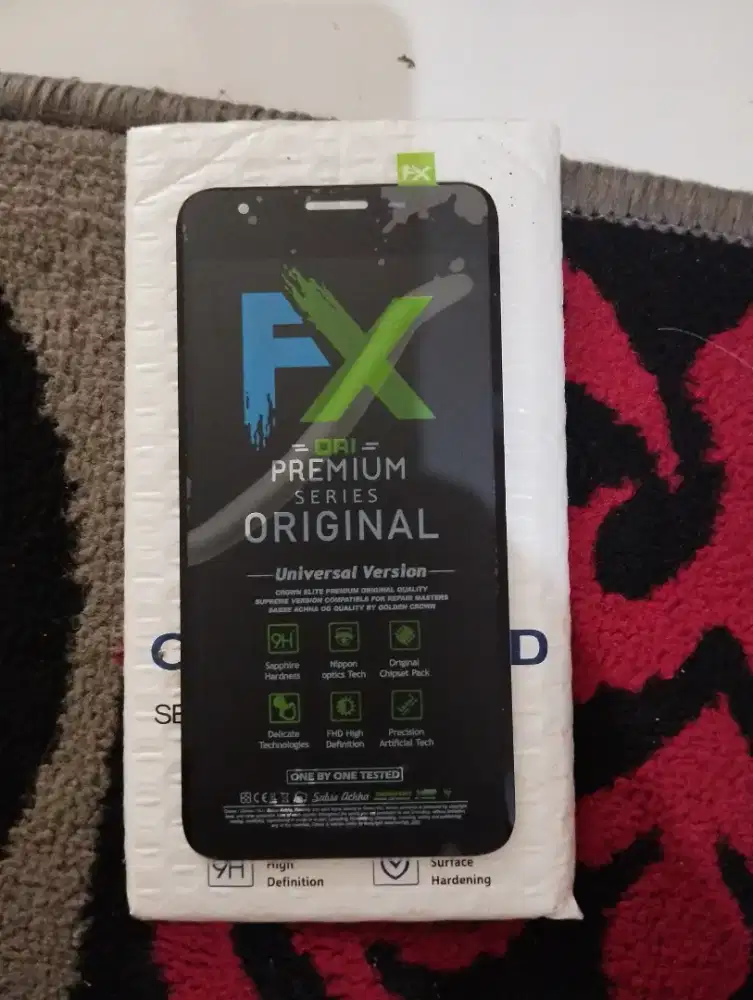 FX
FX
ORI
PREMIUM
SERIES
ORIGINAL
Universal Version
CROWN ELITE PREMIUM ORIGINAL QUALITY
SUPREME VERSION COMPATIBLE FOR REPAIR MASTERS
SABSE ACHHA OG QUALITY BY GOLDEN CROWN
C D
SE
9H
Sapphire Hardness
Nippon optics Tech
Original Chipset Pack
Delicate Technologies
FHD High Definition
Precision Artificial Tech
ONE BY ONE TESTED
CE Sabse Achha
9H High Definition
Surface Hardening